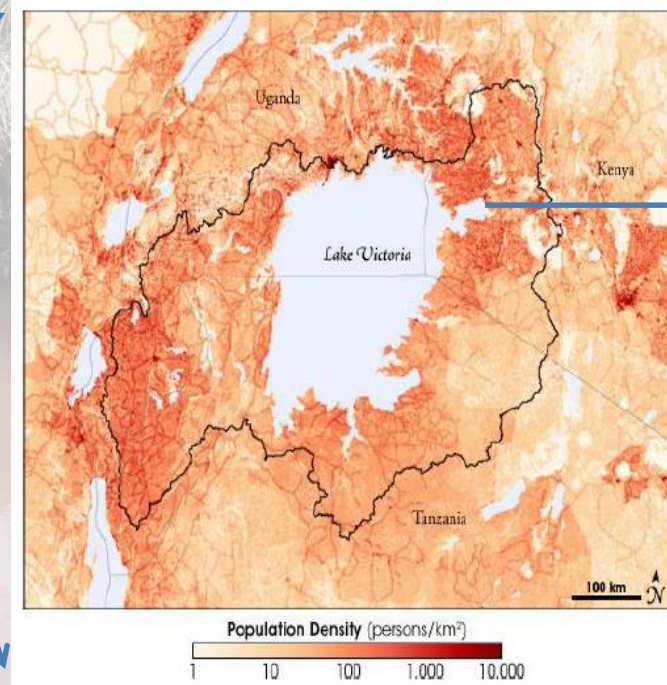 Uganda
Kenya
Lake Victoria
Tanzania
100 km
N
Population Density (persons/km²)
1 10 100 1.000 10.000